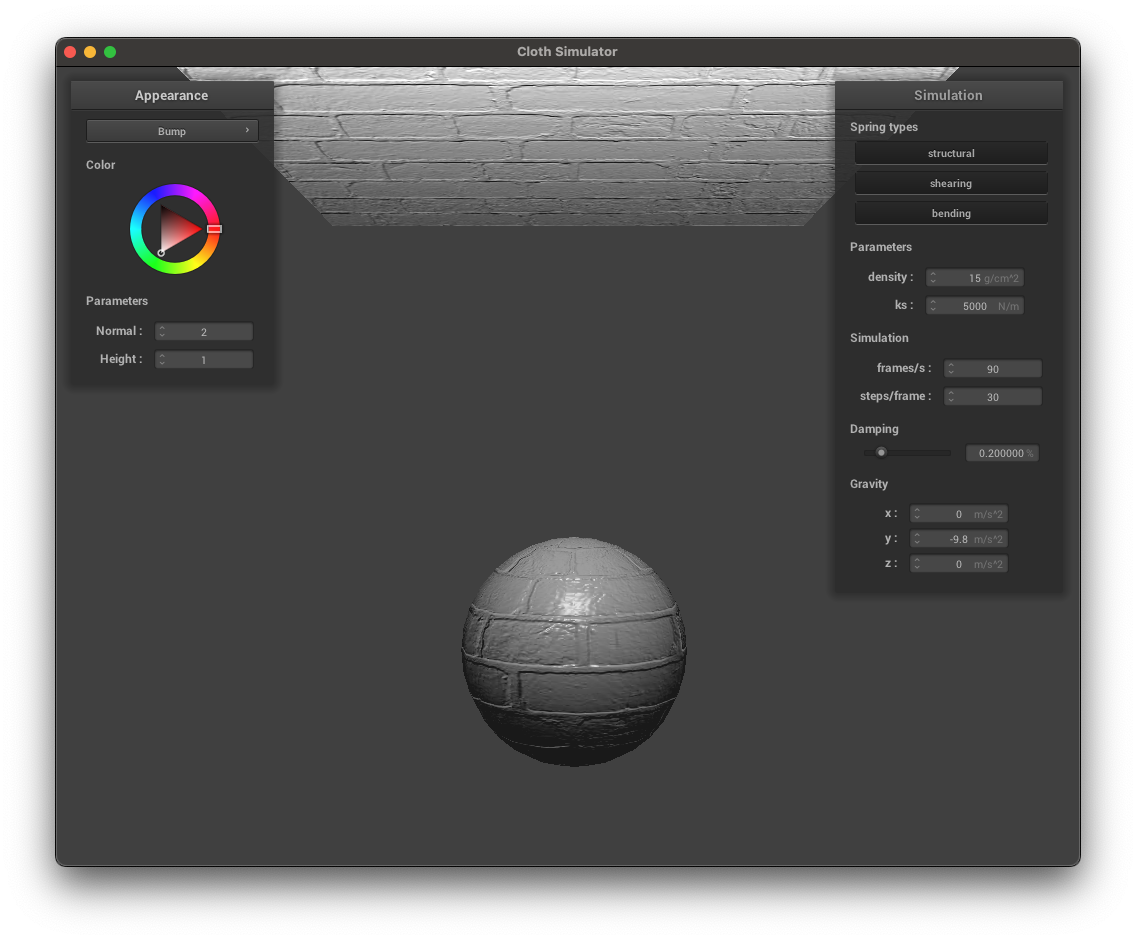 Cloth Simulator
Appearance
Bump
Color
Parameters
Normal : 2
Height : 1
Simulation
Spring types
structural
shearing
bending
Parameters
density : 15 g/cm^2
ks : 5000 N/m
Simulation
frames/s : 90
steps/frame : 30
Damping
0.200000 %
Gravity
x : 0 m/s^2
y : -9.8 m/s^2
z : 0 m/s^2